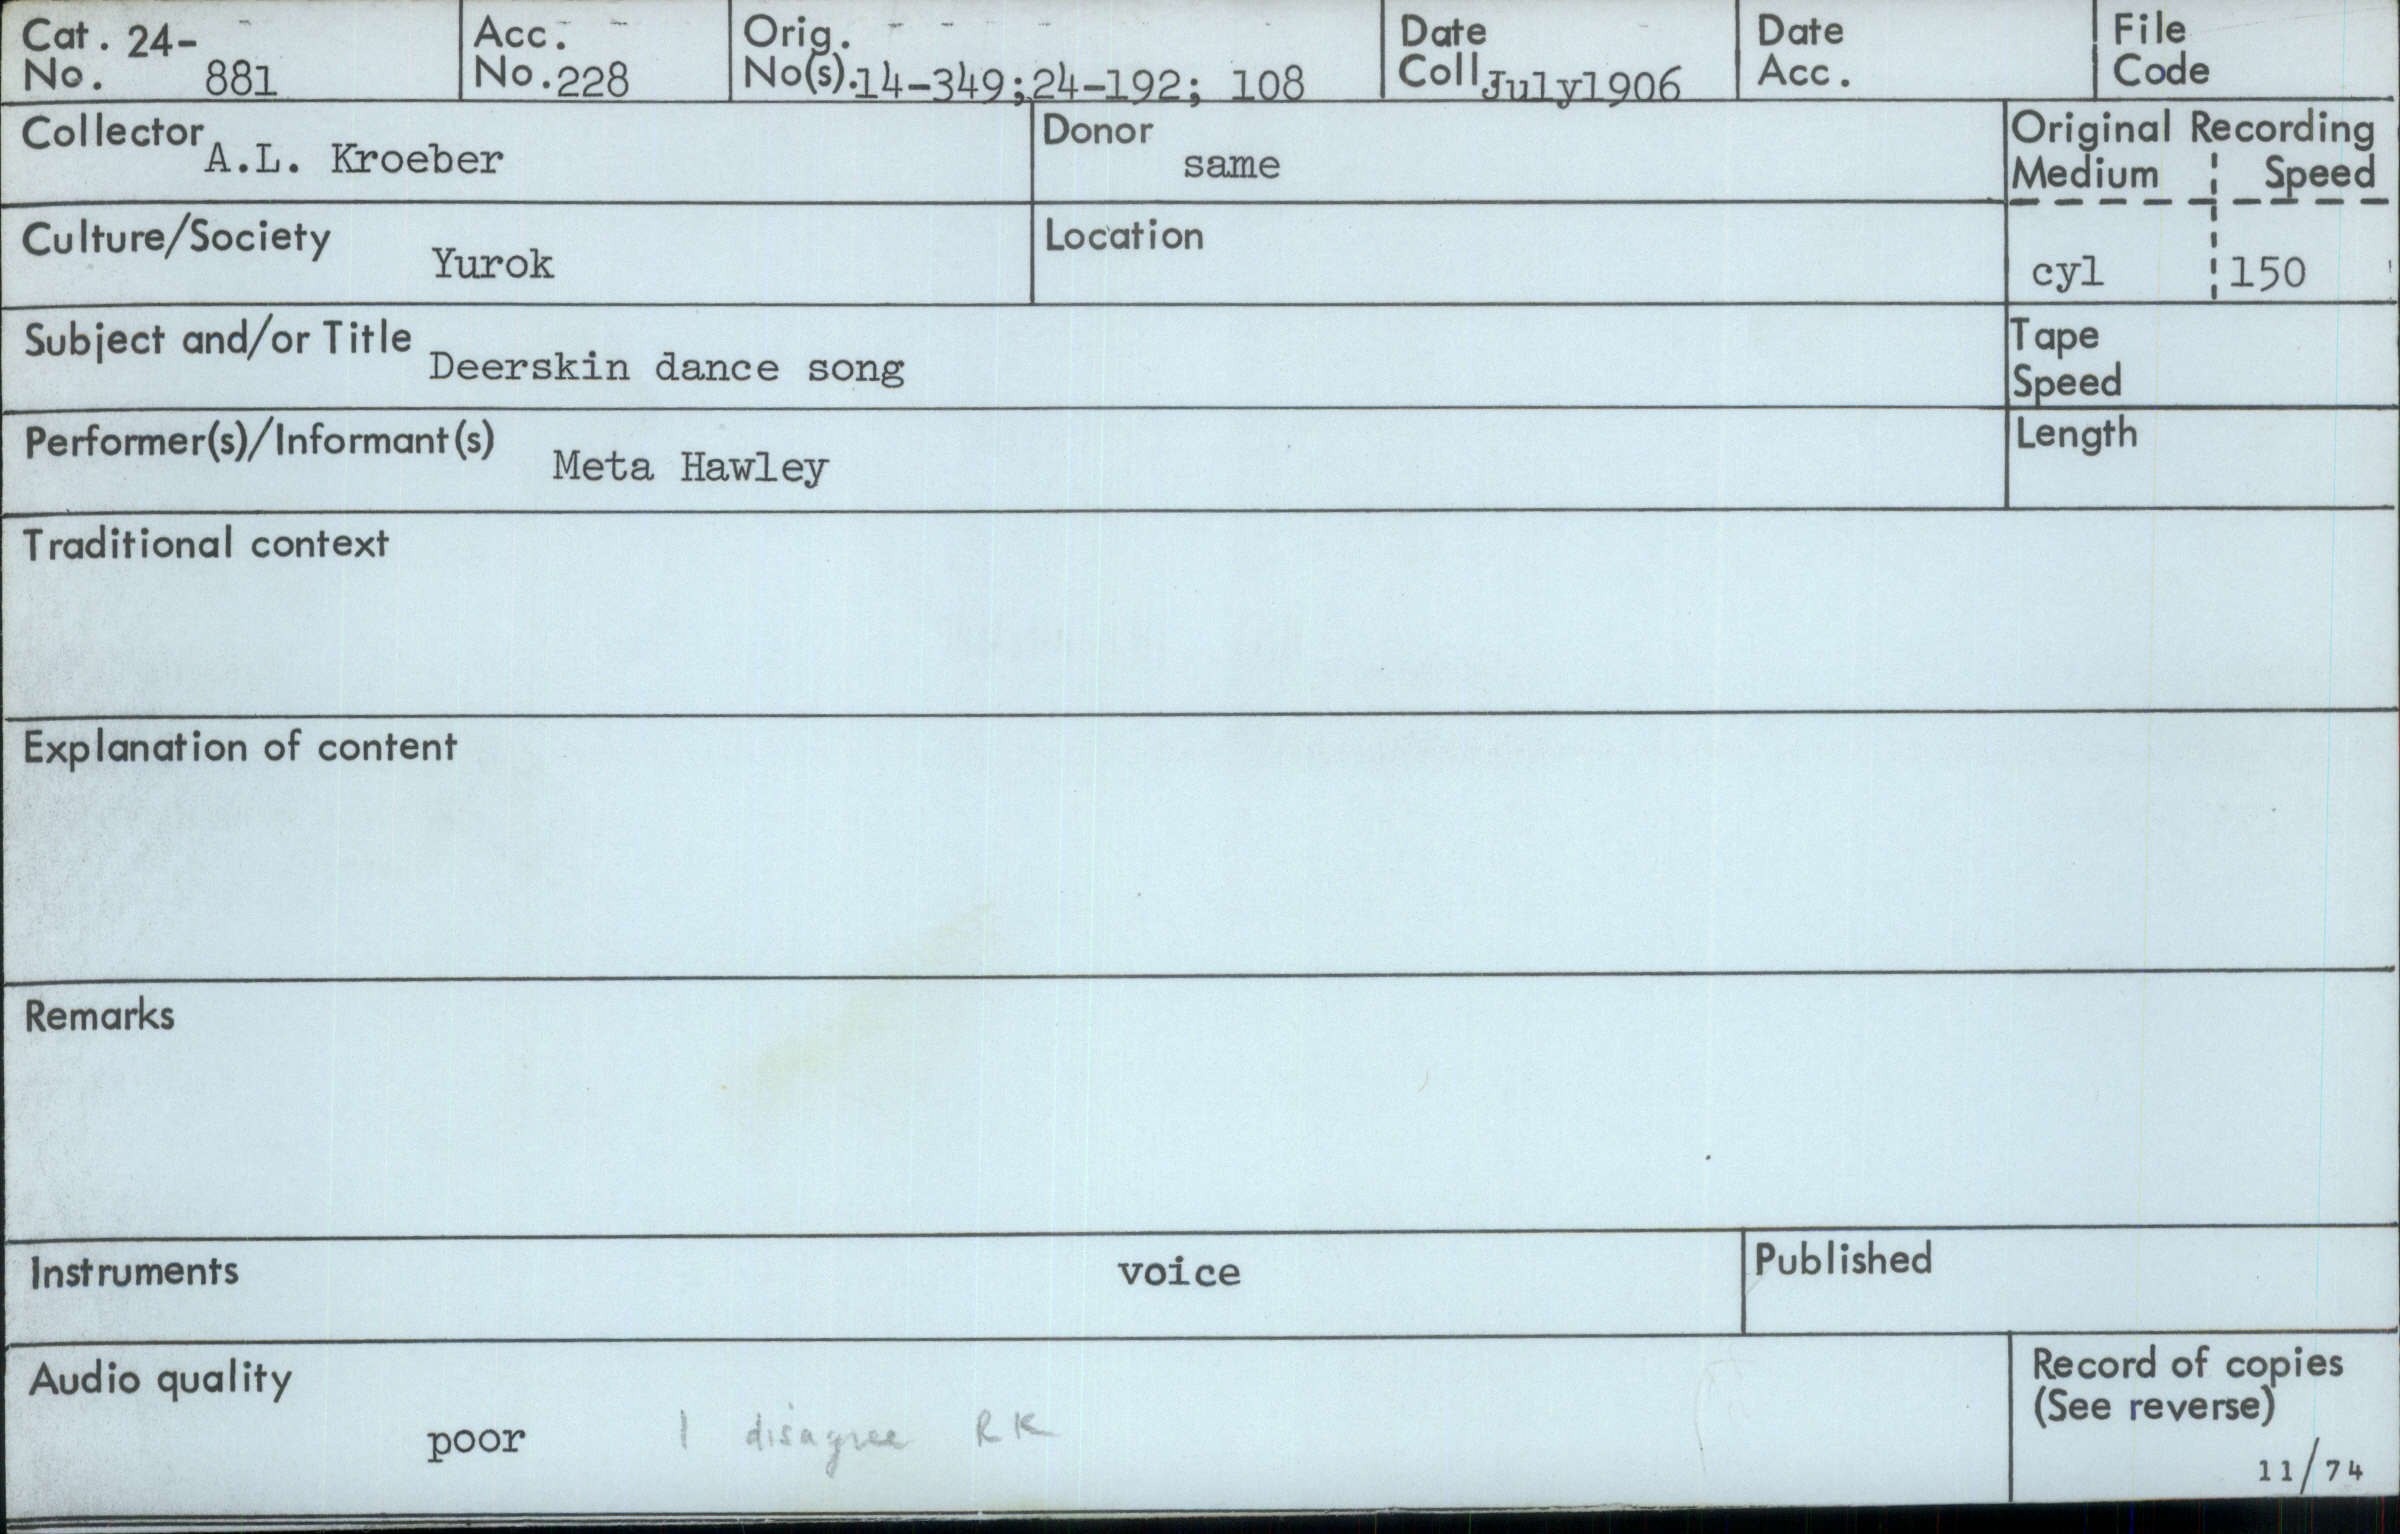 Cat. No. 24-881
Acc. No. 228
Orig. No(s). 14-349; 24-192; 108
Date Coll. July1906
Date Acc.
File Code
Collector A.L. Kroeber
Donor same
Original Recording
Medium Speed
cyl 150
Culture/Society Yurok
Location
Subject and/or Title Deerskin dance song
Tape Speed
Performer(s)/Informant(s) Meta Hawley
Length
Traditional context
Explanation of content
Remarks
Instruments voice
Published
Audio quality poor I disagree RK
Record of copies
(See reverse)
11/74